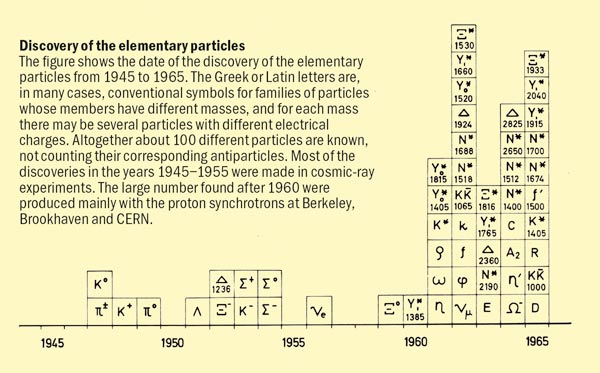 Discovery of the elementary particles
The figure shows the date of the discovery of the elementary
particles from 1945 to 1965. The Greek or Latin letters are,
in many cases, conventional symbols for families of particles
whose members have different masses, and for each mass
there may be several particles with different electrical
charges. Altogether about 100 different particles are known,
not counting their corresponding antiparticles. Most of the
discoveries in the years 1945–1955 were made in cosmic-ray
experiments. The large number found after 1960 were
produced mainly with the proton synchrotrons at Berkeley,
Brookhaven and CERN.
Ξ*
1530
Y₁* Ξ*
1660 1933
Y₀* Y₁*
1520 2040
Δ Δ Y₁*
1924 2825 1915
N* N* N*
1688 2650 1700
Y₀* N* N* N*
1815 1518 1512 1674
Y₀* KK̄ Ξ* N* f′
1405 1065 1816 1400 1500
K* k Y₁* C K*
1765 1405
ρ f Δ A₂ R
2360
K⁰ Δ Σ⁺ Σ⁰ ω φ N* η′ KK̄
1236 2190 1000
π± K⁺ π⁰ Λ Ξ⁻ K⁻ Σ⁻ νₑ Ξ⁰ Y₁* η ν_μ E Ω⁻ D
1385
1945 1950 1955 1960 1965